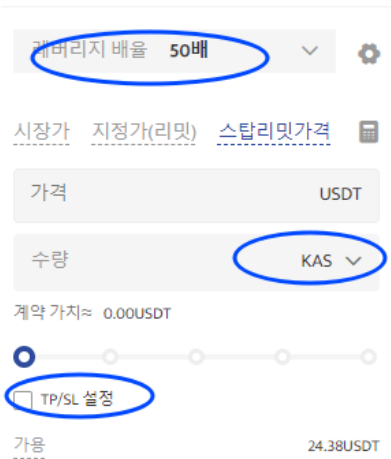 레버리지 배율 50배
시장가 지정가(리밋) 스탑리밋가격
가격 USDT
수량 KAS
계약 가치≈ 0.00USDT
TP/SL 설정
가용 24.38USDT